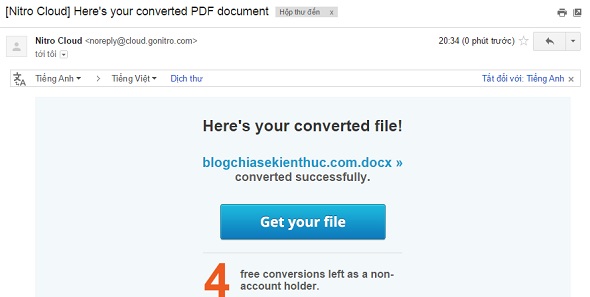 [Nitro Cloud] Here's your converted PDF document Hộp thư đến x
Nitro Cloud <noreply@cloud.gonitro.com> 20:34 (0 phút trước)
tới tôi
Tiếng Anh > Tiếng Việt Dịch thư Tắt đối với: Tiếng Anh x
Here's your converted file!
blogchiasekienthuc.com.docx »
converted successfully.
Get your file
4 free conversions left as a non-
account holder.